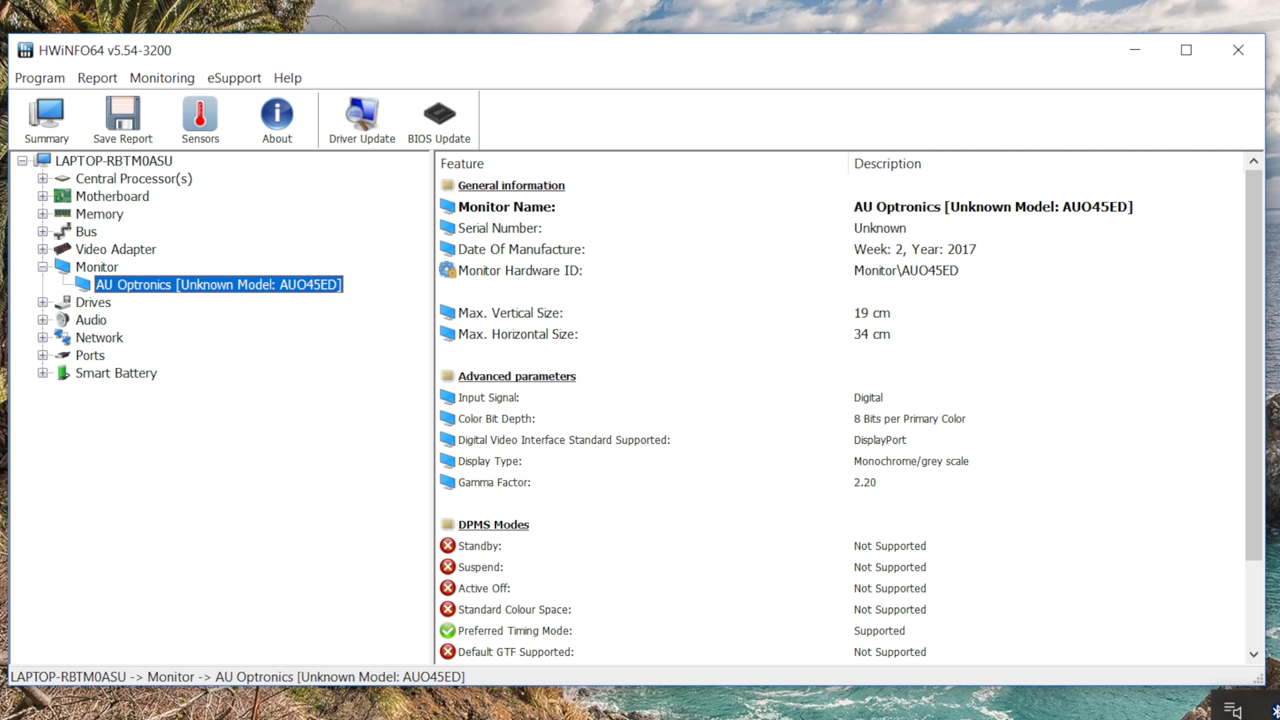 HWiNFO64 v5.54-3200
Program Report Monitoring eSupport Help
Summary Save Report Sensors About Driver Update BIOS Update
LAPTOP-RBTM0ASU
Central Processor(s)
Motherboard
Memory
Bus
Video Adapter
Monitor
AU Optronics [Unknown Model: AUO45ED]
Drives
Audio
Network
Ports
Smart Battery
Feature Description
General information
Monitor Name: AU Optronics [Unknown Model: AUO45ED]
Serial Number: Unknown
Date Of Manufacture: Week: 2, Year: 2017
Monitor Hardware ID: Monitor\AUO45ED
Max. Vertical Size: 19 cm
Max. Horizontal Size: 34 cm
Advanced parameters
Input Signal: Digital
Color Bit Depth: 8 Bits per Primary Color
Digital Video Interface Standard Supported: DisplayPort
Display Type: Monochrome/grey scale
Gamma Factor: 2.20
DPMS Modes
Standby: Not Supported
Suspend: Not Supported
Active Off: Not Supported
Standard Colour Space: Not Supported
Preferred Timing Mode: Supported
Default GTF Supported: Not Supported
LAPTOP-RBTM0ASU -> Monitor -> AU Optronics [Unknown Model: AUO45ED]